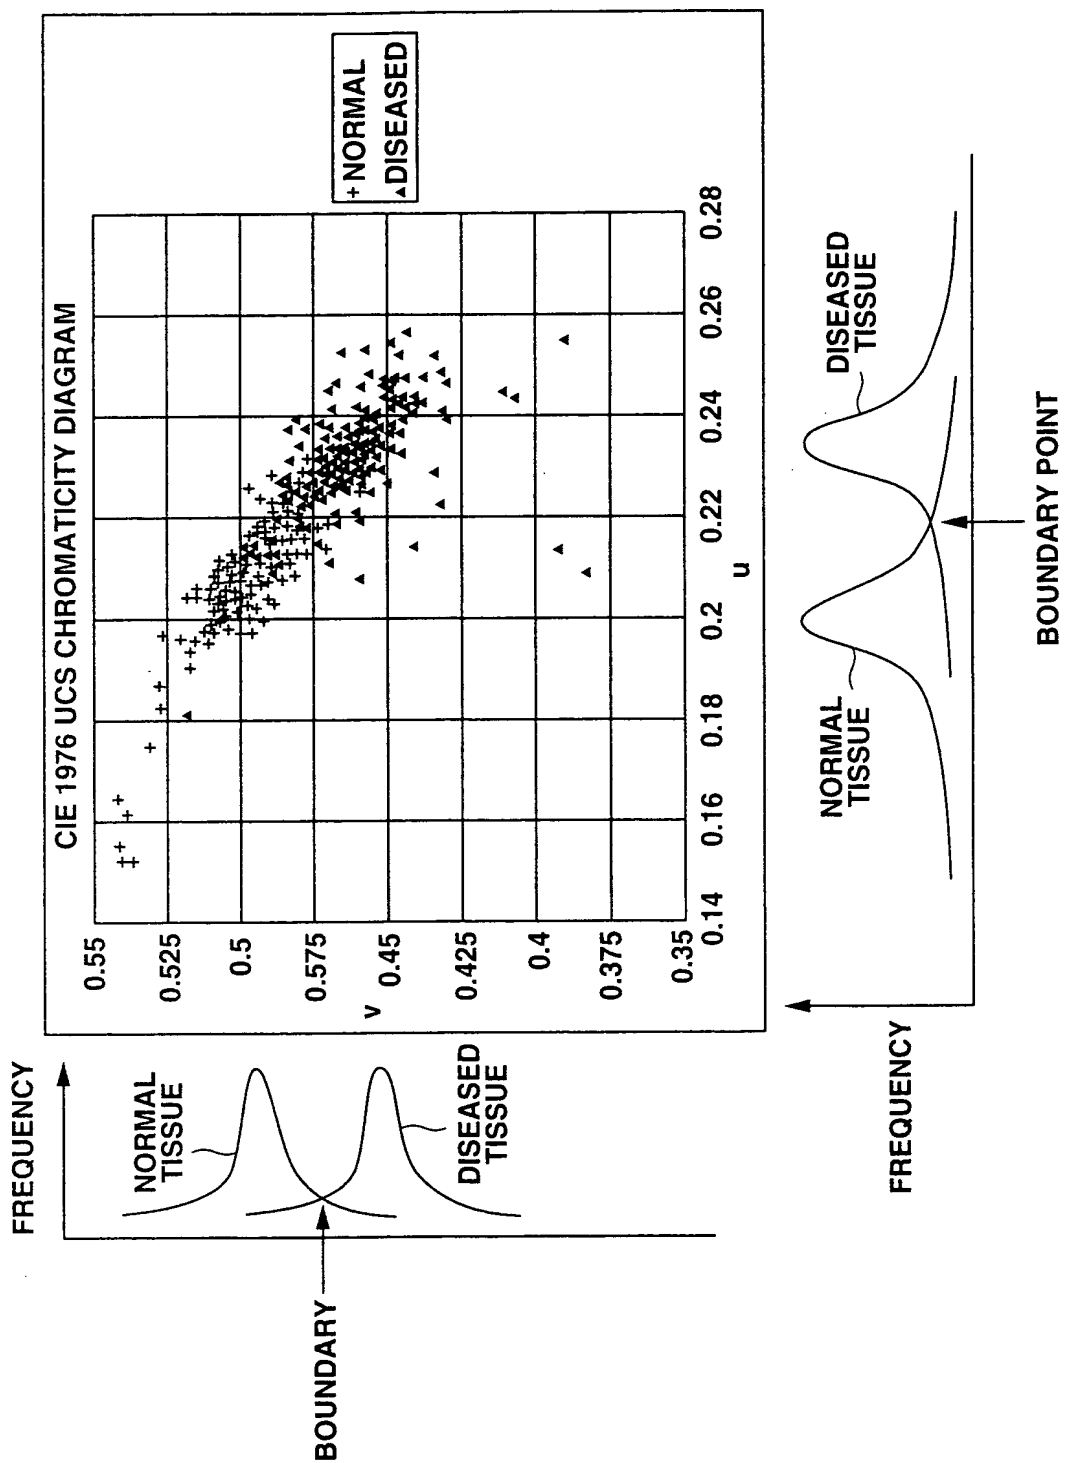 FREQUENCY
NORMAL
TISSUE
DISEASED
TISSUE
BOUNDARY
CIE 1976 UCS CHROMATICITY DIAGRAM
0.55
0.525
0.5
0.575
0.45
0.425
0.4
0.375
0.35
v
0.14
0.16
0.18
0.2
0.22
0.24
0.26
0.28
u
+ NORMAL
▲ DISEASED
FREQUENCY
NORMAL
TISSUE
DISEASED
TISSUE
BOUNDARY POINT